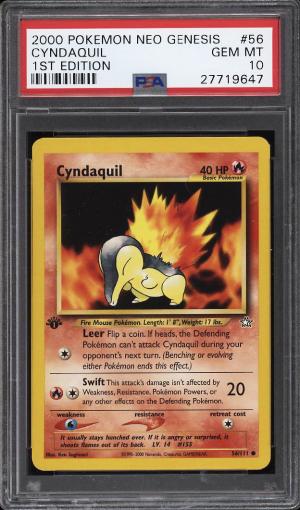 2000 POKEMON NEO GENESIS #56
CYNDAQUIL GEM MT
1ST EDITION PSA 10
27719647
Cyndaquil 40 HP
Basic Pokémon
Fire Mouse Pokémon. Length: 1' 8", Weight: 17 lbs.
Leer Flip a coin. If heads, the Defending
Pokémon can't attack Cyndaquil during your
opponent's next turn. (Benching or evolving
either Pokémon ends this effect.)
Swift This attack's damage isn't affected by
Weakness, Resistance, Pokémon Powers, or
any other effects on the Defending Pokémon. 20
weakness resistance retreat cost
It usually stays hunched over. If it is angry or surprised, it
shoots flames out of its back. LV. 14 #155
Illus. Ken Sugimori 56/111